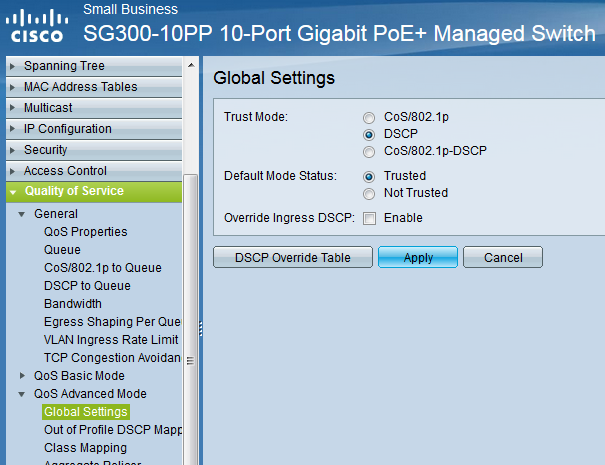 Small Business
CISCO
SG300-10PP 10-Port Gigabit PoE+ Managed Switch
Spanning Tree
MAC Address Tables
Multicast
IP Configuration
Security
Access Control
Quality of Service
General
QoS Properties
Queue
CoS/802.1p to Queue
DSCP to Queue
Bandwidth
Egress Shaping Per Que
VLAN Ingress Rate Limit
TCP Congestion Avoidan
QoS Basic Mode
QoS Advanced Mode
Global Settings
Out of Profile DSCP Mapp
Class Mapping
Aggregate Policer
Global Settings
Trust Mode: CoS/802.1p
DSCP
CoS/802.1p-DSCP
Default Mode Status: Trusted
Not Trusted
Override Ingress DSCP: Enable
DSCP Override Table Apply Cancel